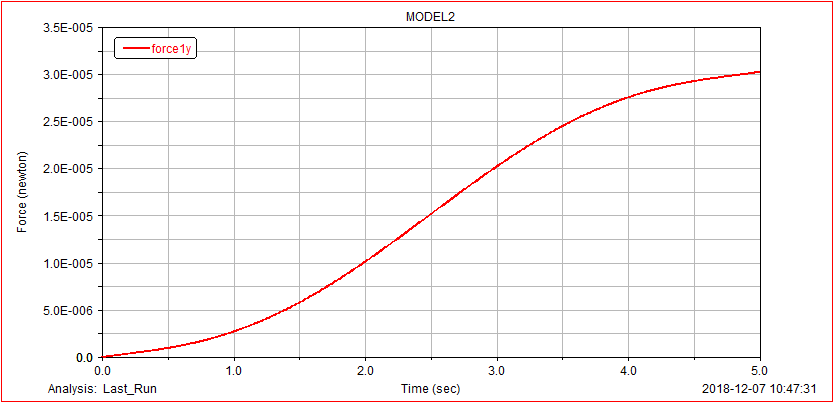 MODEL2
force1y
3.5E-005
3.0E-005
2.5E-005
2.0E-005
1.5E-005
1.0E-005
5.0E-006
0.0
Force (newton)
0.0 1.0 2.0 3.0 4.0 5.0
Analysis: Last_Run Time (sec) 2018-12-07 10:47:31